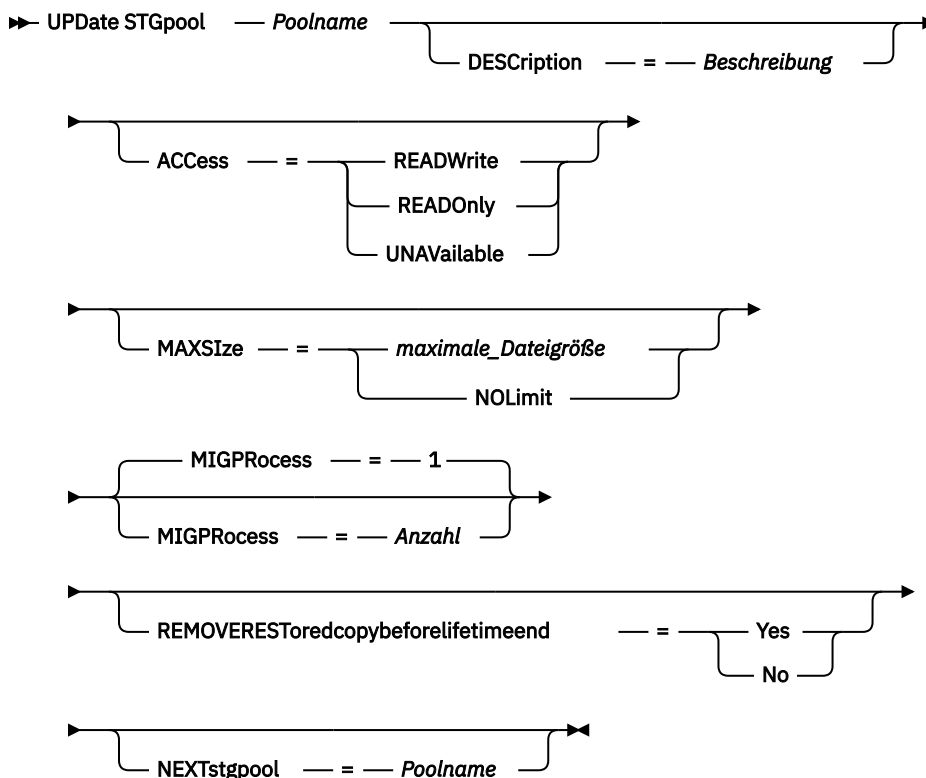 UPDate STGpool — Poolname
DESCription — = — Beschreibung
ACCess — = READWrite
READOnly
UNAVailable
MAXSIze — = maximale_Dateigröße
NOLimit
MIGPRocess — = — 1
MIGPRocess — = — Anzahl
REMOVERESToredcopybeforelifetimeend — = Yes
No
NEXTstgpool — = — Poolname